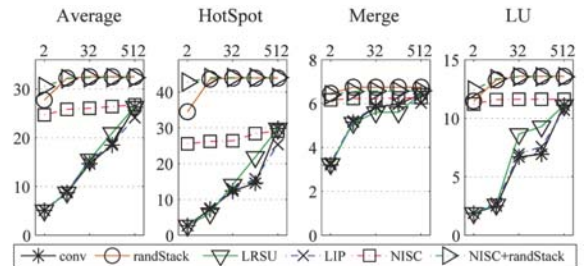 Average HotSpot Merge LU
2 32 512 2 32 512 2 32 512 2 32 512
30 40 8 15
20 6 10
10 20 4 5
0 0 2 0
0
conv randStack LRSU LIP NISC NISC+randStack